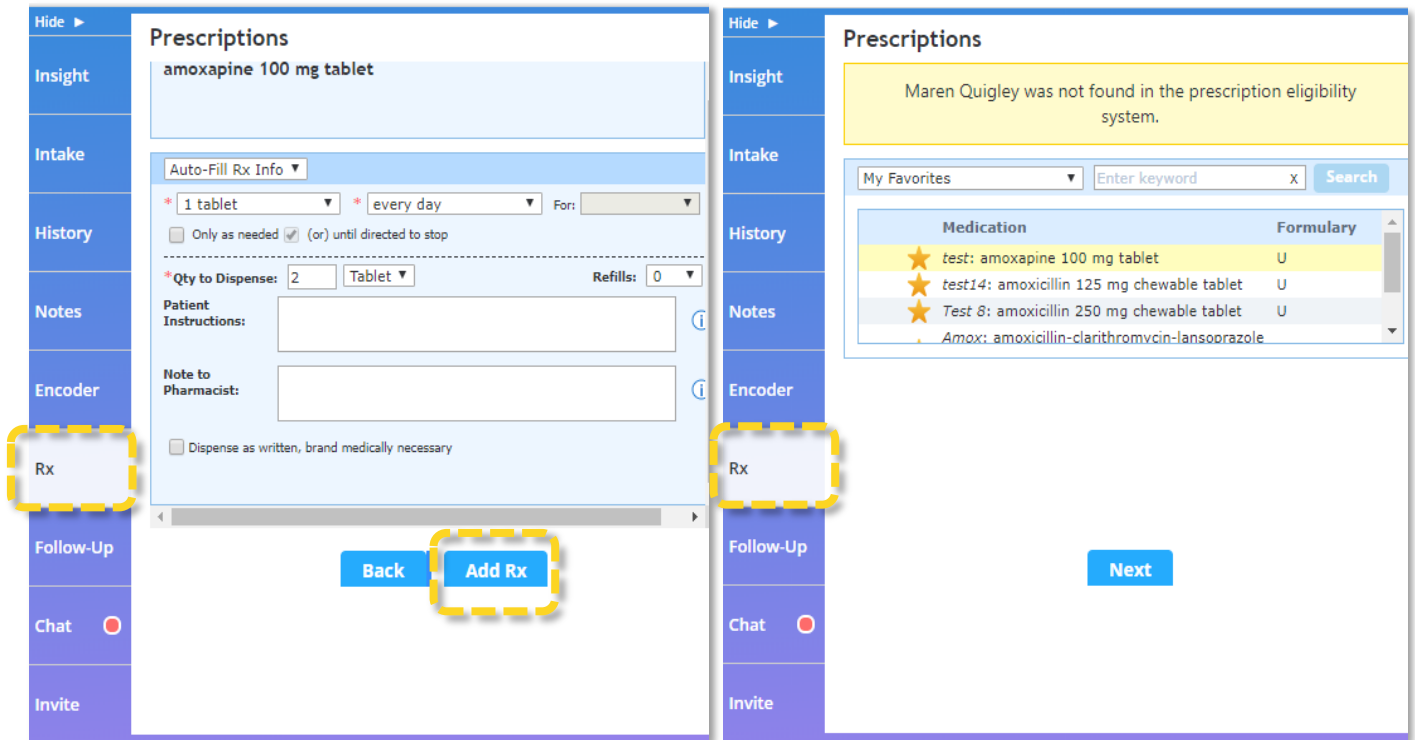 Hide ►
Insight
Intake
History
Notes
Encoder
Rx
Follow-Up
Chat
Invite
Prescriptions
amoxapine 100 mg tablet
Auto-Fill Rx Info ▼
* 1 tablet ▼ * every day ▼ For: ▼
Only as needed (or) until directed to stop
*Qty to Dispense: 2 Tablet ▼ Refills: 0 ▼
Patient
Instructions:
Note to
Pharmacist:
Dispense as written, brand medically necessary
Back Add Rx
Hide ►
Insight
Intake
History
Notes
Encoder
Rx
Follow-Up
Chat
Invite
Prescriptions
Maren Quigley was not found in the prescription eligibility
system.
My Favorites ▼ Enter keyword X Search
Medication Formulary
test: amoxapine 100 mg tablet U
test14: amoxicillin 125 mg chewable tablet U
Test 8: amoxicillin 250 mg chewable tablet U
Amox: amoxicillin-clarithromycin-lansoprazole
Next